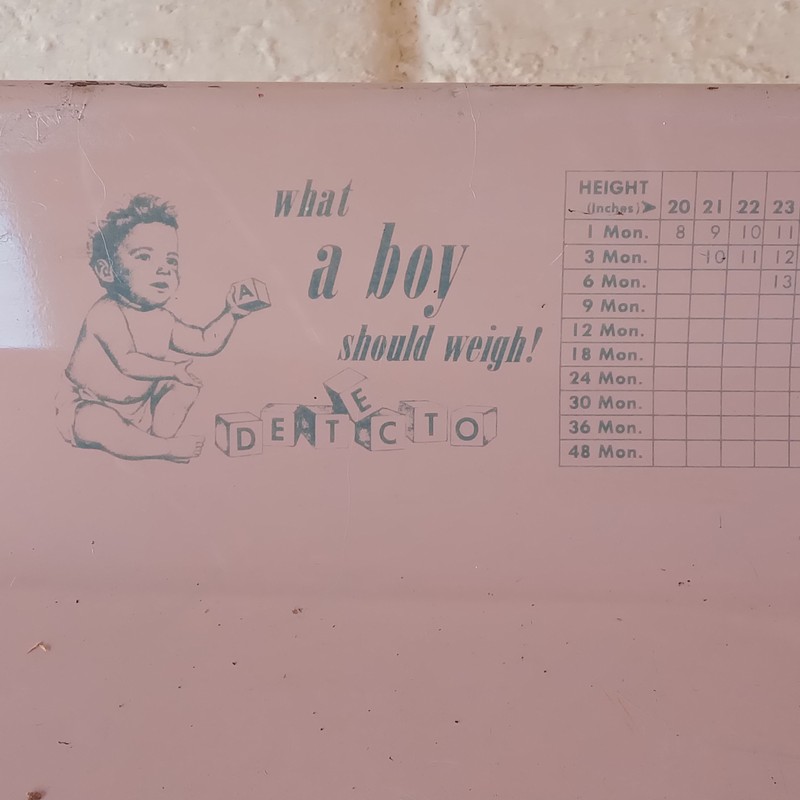 what
a boy
should weigh!
A
E
DETECTO
HEIGHT
(Inches) 20 21 22 23
1 Mon. 8 9 10 11
3 Mon. 10 11 12
6 Mon. 13
9 Mon.
12 Mon.
18 Mon.
24 Mon.
30 Mon.
36 Mon.
48 Mon.